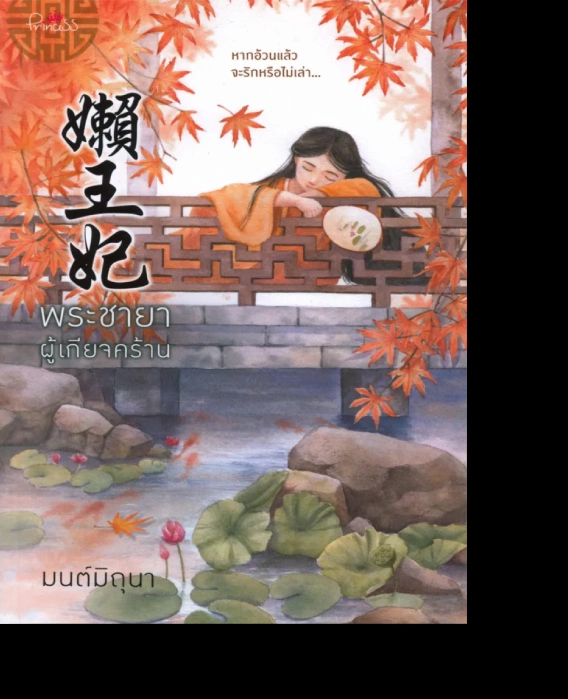 Princess
หากอ้วนแล้ว
จะรักหรือไม่เล่า...
嬾王妃
พระชายา
ผู้เกียจคร้าน
มนต์มิถุนา